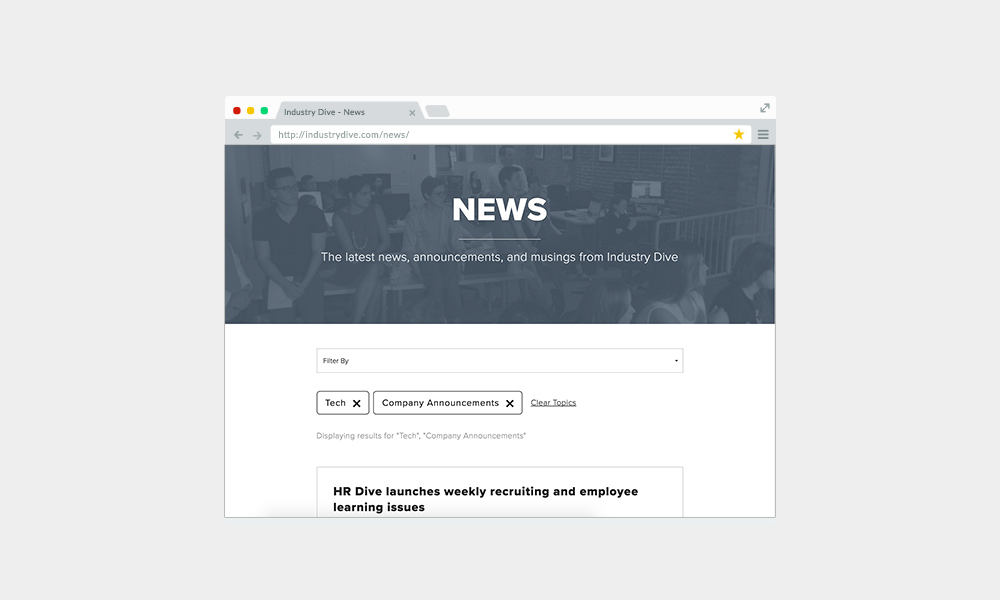 Industry Dive - News
http://industrydive.com/news/
NEWS
The latest news, announcements, and musings from Industry Dive
Filter By
Tech
Company Announcements
Clear Topics
Displaying results for "Tech", "Company Announcements"
HR Dive launches weekly recruiting and employee
learning issues